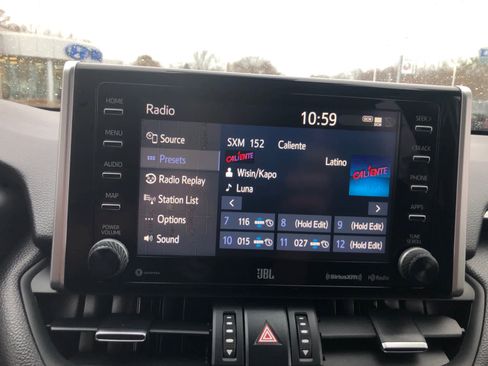 HOME
MENU
AUDIO
MAP
POWER
VOLUME
Radio
10:59
Source
Presets
Radio Replay
Station List
Options
Sound
SXM 152 Caliente
CALIENTE
Latino
CALIENTE
Wisin/Kapo
Luna
< >
7 116
8 (Hold Edit)
9 (Hold Edit)
10 015
11 027
12 (Hold Edit)
SEEK >
< TRACK
PHONE
APPS
TUNE
SCROLL
JBL
SiriusXM
HD Radio